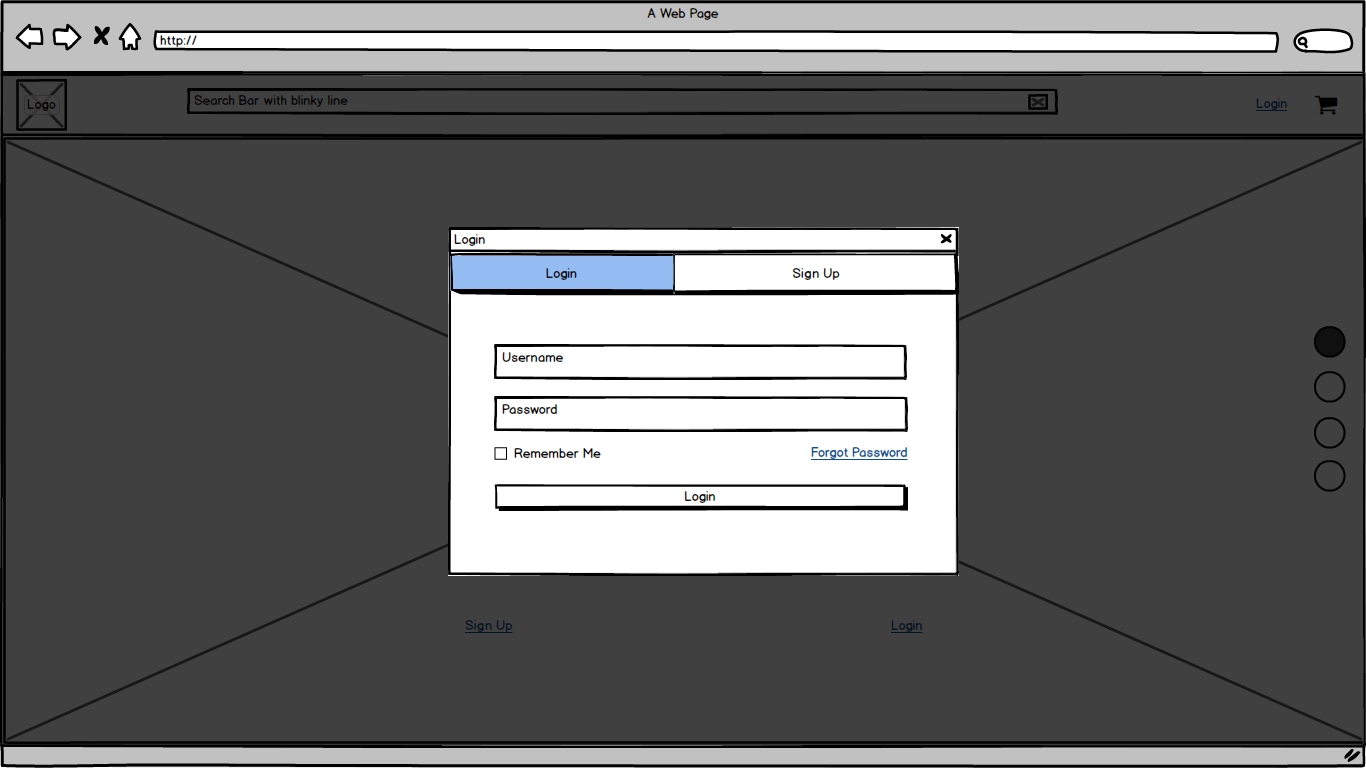 A Web Page
http://
Logo
Search Bar with blinky line
Login
Login
Login
Sign Up
Username
Password
Remember Me
Forgot Password
Login
Sign Up
Login